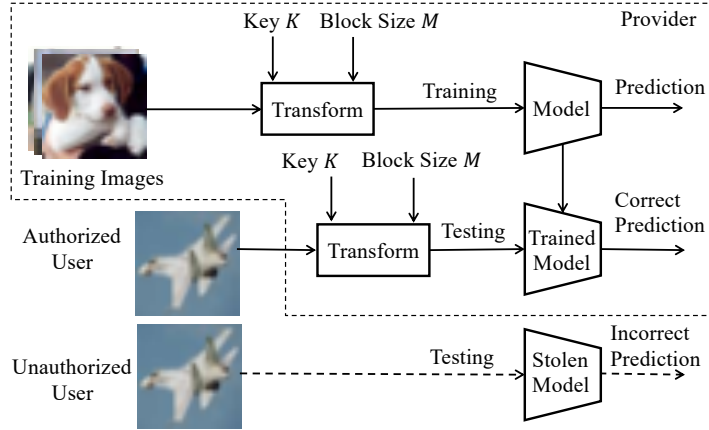 Provider
Key K Block Size M
Transform
Training
Model
Prediction
Training Images
Key K Block Size M
Authorized
User
Transform
Testing
Trained
Model
Correct
Prediction
Unauthorized
User
Testing
Stolen
Model
Incorrect
Prediction